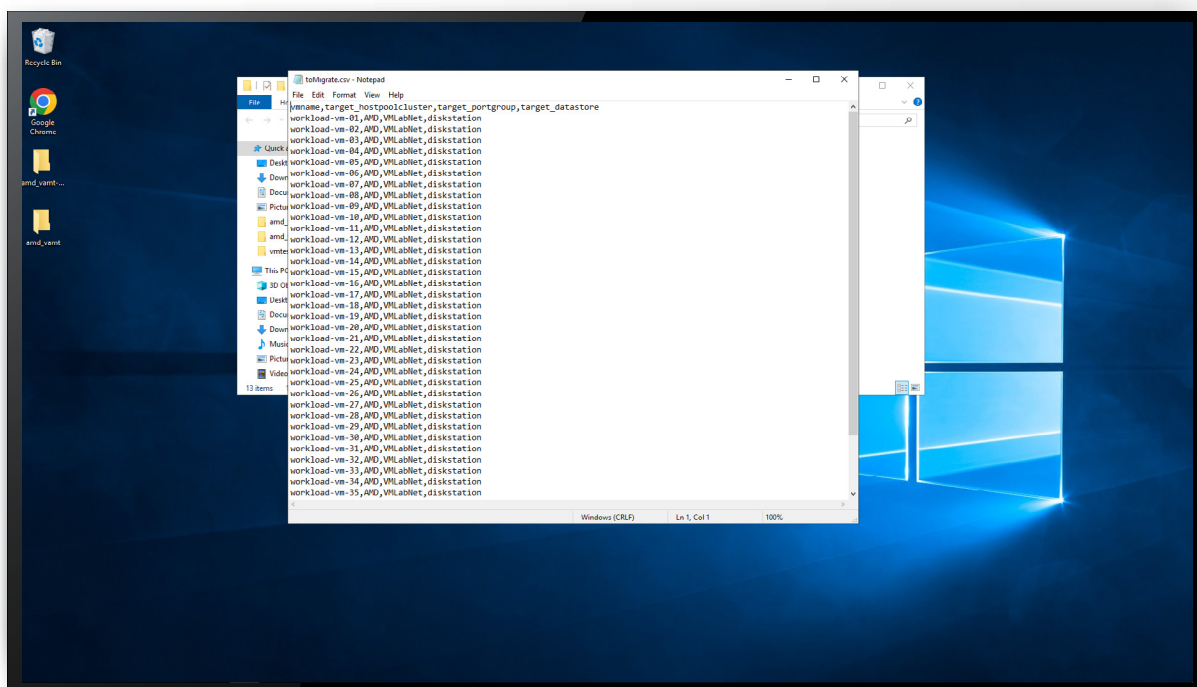 Recycle Bin
Google
Chrome
amd_vamt-...
amd_vamt
File
Quick
This PC
Music
13 items
toMigrate.csv - Notepad
File Edit Format View Help
vmname,target_hostpoolcluster,target_portgroup,target_datastore
workload-vm-01,AMD,VMLabNet,diskstation
workload-vm-02,AMD,VMLabNet,diskstation
workload-vm-03,AMD,VMLabNet,diskstation
workload-vm-04,AMD,VMLabNet,diskstation
workload-vm-05,AMD,VMLabNet,diskstation
workload-vm-06,AMD,VMLabNet,diskstation
workload-vm-07,AMD,VMLabNet,diskstation
workload-vm-08,AMD,VMLabNet,diskstation
workload-vm-09,AMD,VMLabNet,diskstation
workload-vm-10,AMD,VMLabNet,diskstation
workload-vm-11,AMD,VMLabNet,diskstation
workload-vm-12,AMD,VMLabNet,diskstation
workload-vm-13,AMD,VMLabNet,diskstation
workload-vm-14,AMD,VMLabNet,diskstation
workload-vm-15,AMD,VMLabNet,diskstation
workload-vm-16,AMD,VMLabNet,diskstation
workload-vm-17,AMD,VMLabNet,diskstation
workload-vm-18,AMD,VMLabNet,diskstation
workload-vm-19,AMD,VMLabNet,diskstation
workload-vm-20,AMD,VMLabNet,diskstation
workload-vm-21,AMD,VMLabNet,diskstation
workload-vm-22,AMD,VMLabNet,diskstation
workload-vm-23,AMD,VMLabNet,diskstation
workload-vm-24,AMD,VMLabNet,diskstation
workload-vm-25,AMD,VMLabNet,diskstation
workload-vm-26,AMD,VMLabNet,diskstation
workload-vm-27,AMD,VMLabNet,diskstation
workload-vm-28,AMD,VMLabNet,diskstation
workload-vm-29,AMD,VMLabNet,diskstation
workload-vm-30,AMD,VMLabNet,diskstation
workload-vm-31,AMD,VMLabNet,diskstation
workload-vm-32,AMD,VMLabNet,diskstation
workload-vm-33,AMD,VMLabNet,diskstation
workload-vm-34,AMD,VMLabNet,diskstation
workload-vm-35,AMD,VMLabNet,diskstation
Windows (CRLF) Ln 1, Col 1 100%